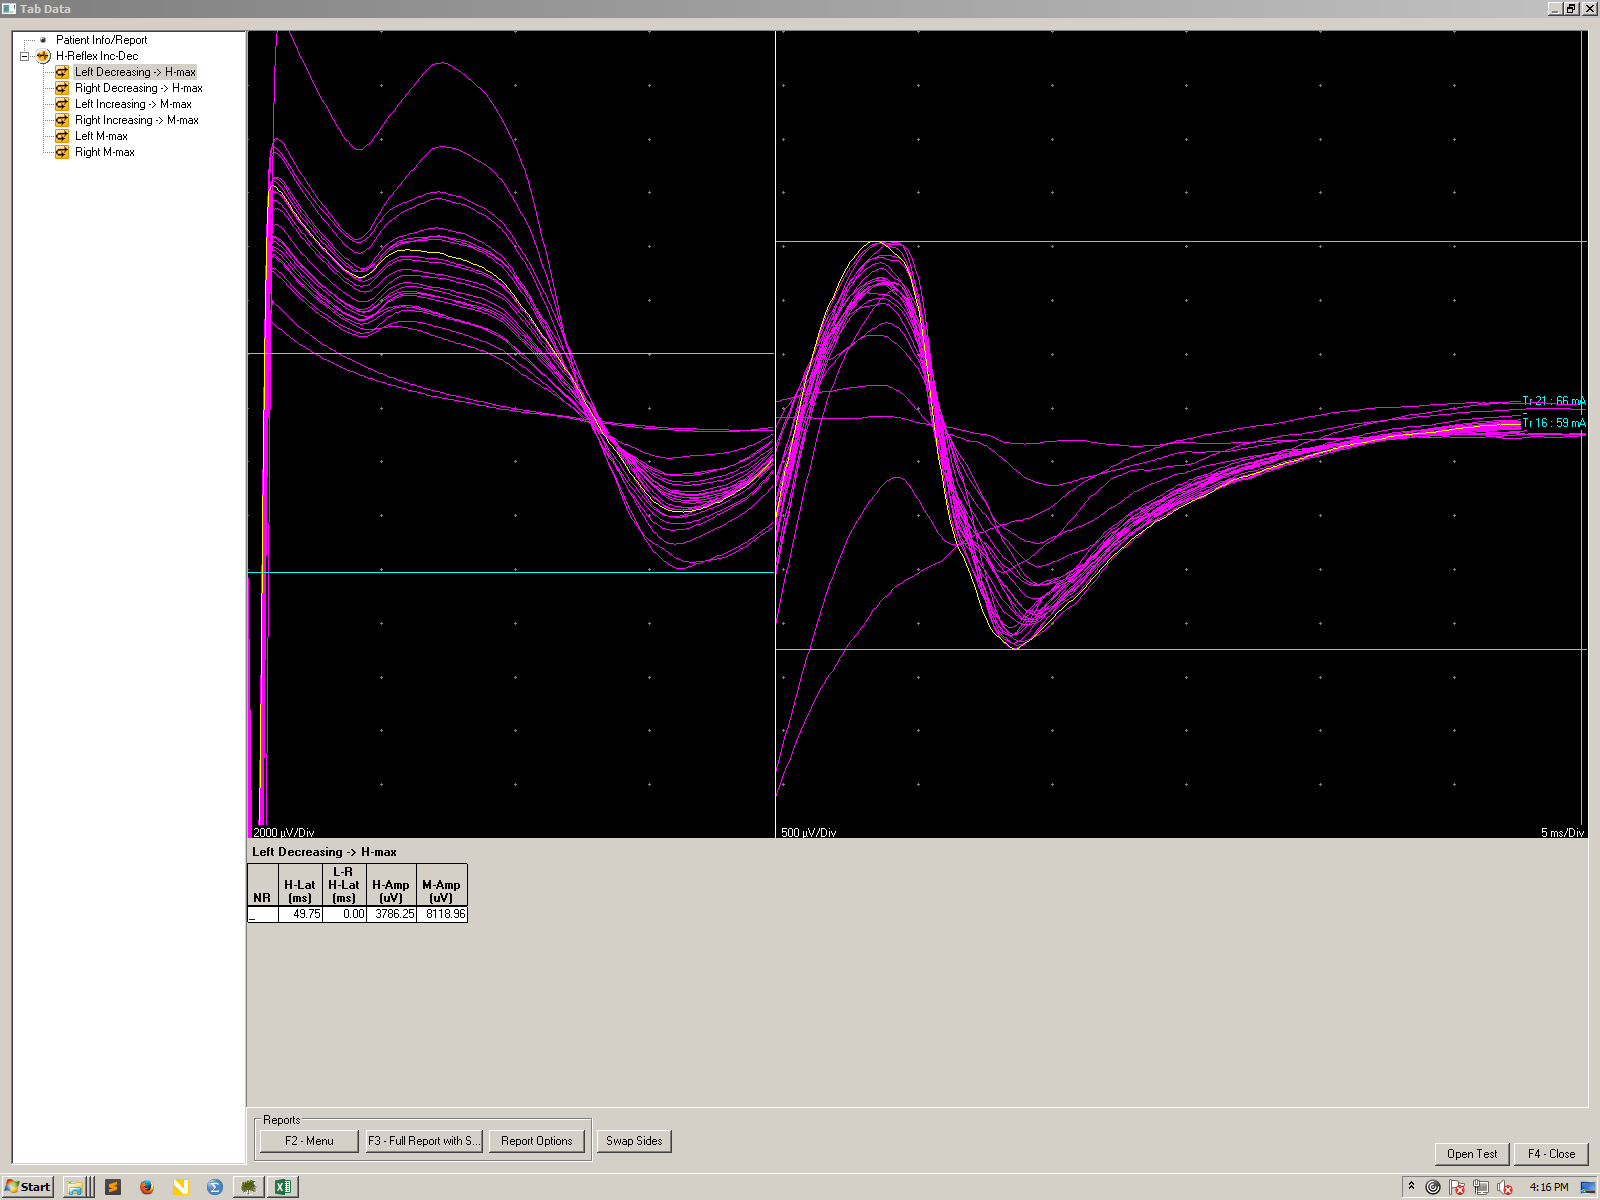 Tab Data
Patient Info/Report
H-Reflex Inc-Dec
Left Decreasing -> H-max
Right Decreasing -> H-max
Left Increasing -> M-max
Right Increasing -> M-max
Left M-max
Right M-max
Tr 21 : 66 mA
Tr 16 : 59 mA
2000 µV/Div
500 µV/Div
5 ms/Div
Left Decreasing -> H-max
NR H-Lat (ms) L-R H-Lat (ms) H-Amp (uV) M-Amp (uV)
_ 49.75 0.00 3786.25 8118.96
Reports
F2 - Menu
F3 - Full Report with S...
Report Options
Swap Sides
Open Test
F4 - Close
Start
4:16 PM